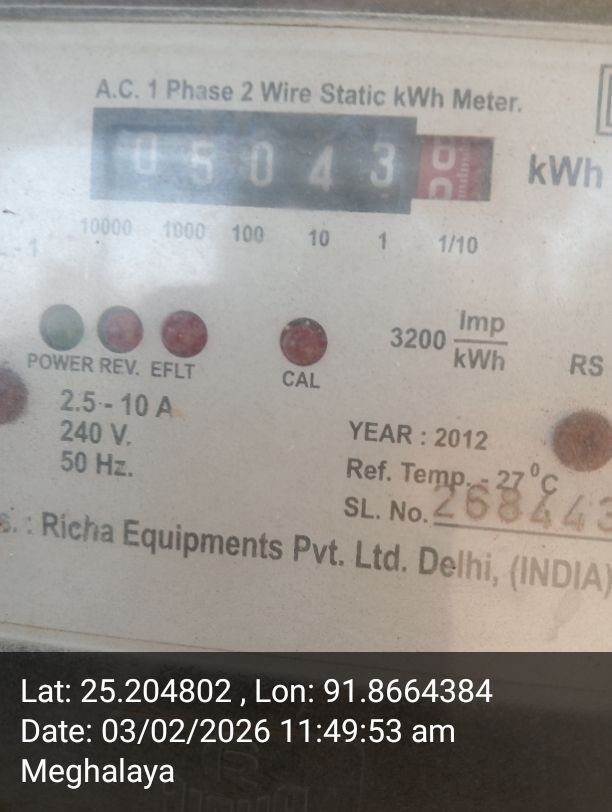 A.C. 1 Phase 2 Wire Static kWh Meter.
0 5 0 4 3 kWh
10000 1000 100 10 1 1/10
3200 Imp/kWh
POWER REV. EFLT CAL RS
2.5 - 10 A
240 V.
50 Hz.
YEAR : 2012
Ref. Temp. - 27°C
SL. No. 268443
s. : Richa Equipments Pvt. Ltd. Delhi, (INDIA)
Lat: 25.204802 , Lon: 91.8664384
Date: 03/02/2026 11:49:53 am
Meghalaya